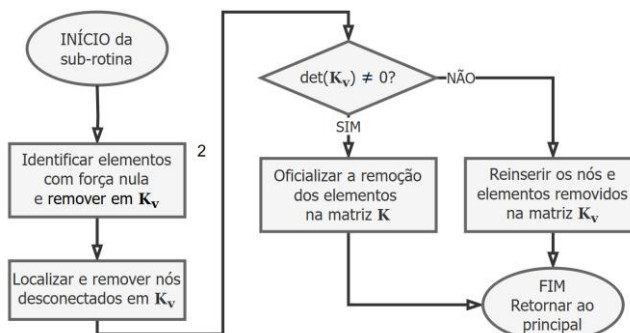 INÍCIO da
sub-rotina
Identificar elementos
com força nula
e remover em Kv
2
Localizar e remover nós
desconectados em Kv
det(Kv) ≠ 0?
NÃO
SIM
Oficializar a remoção
dos elementos
na matriz K
Reinserir os nós e
elementos removidos
na matriz Kv
FIM
Retornar ao
principal